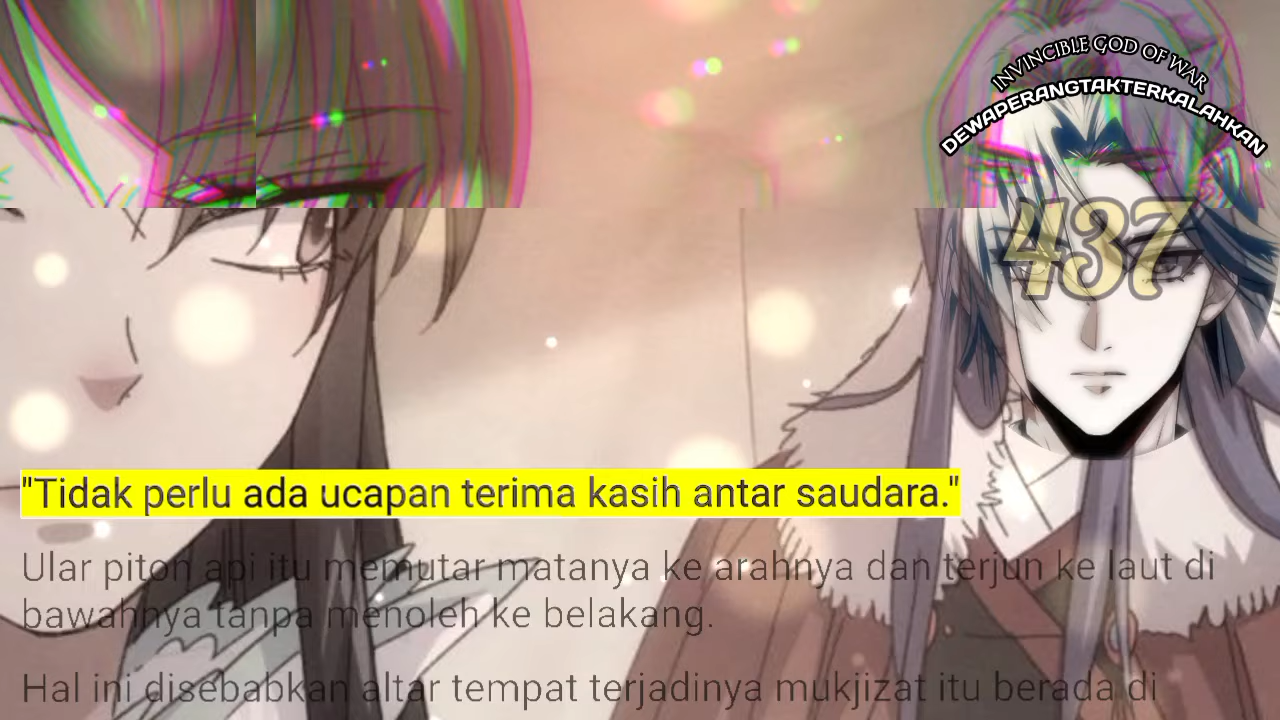 INVINCIBLE GOD OF WAR
DEWAPERANGTAKTERKALAHKAN
437
"Tidak perlu ada ucapan terima kasih antar saudara."
Ular piton api itu memutar matanya ke arahnya dan terjun ke laut di
bawahnya tanpa menoleh ke belakang.
Hal ini disebabkan altar tempat terjadinya mukjizat itu berada di